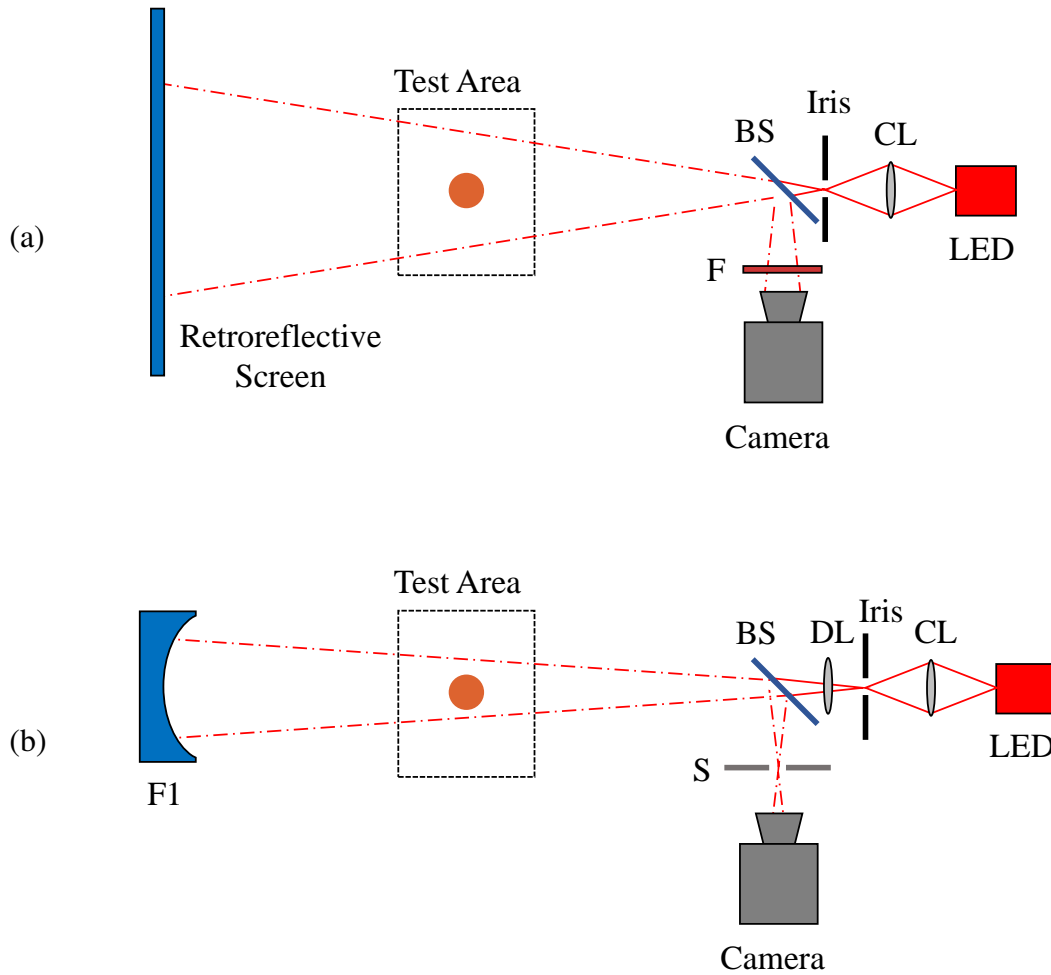 Test Area
Iris
BS
CL
LED
(a)
F
Retroreflective
Screen
Camera
Test Area
Iris
BS
DL
CL
LED
(b)
S
F1
Camera